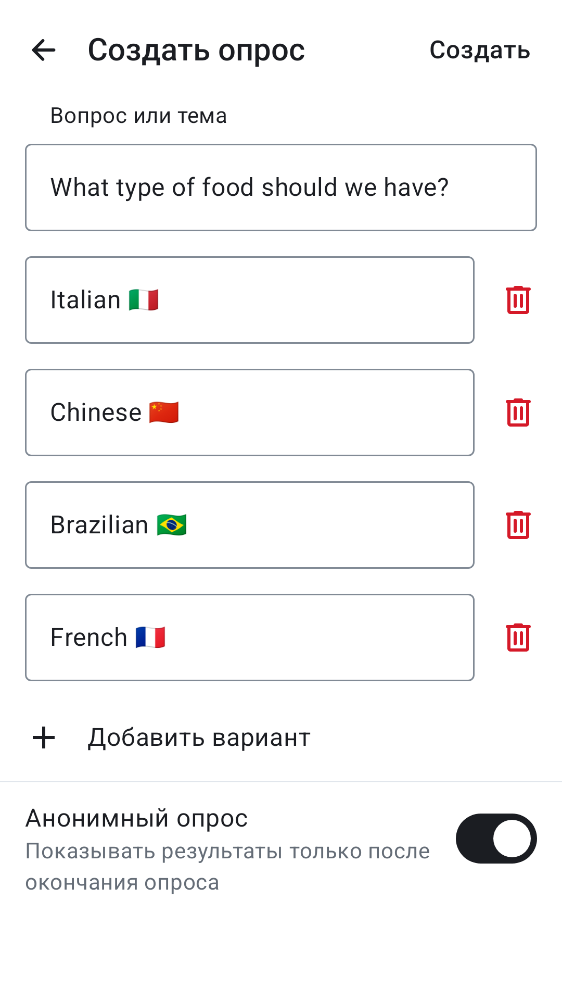 Создать опрос
Создать
Вопрос или тема
What type of food should we have?
Italian 🇮🇹
Chinese 🇨🇳
Brazilian 🇧🇷
French 🇫🇷
Добавить вариант
Анонимный опрос
Показывать результаты только после
окончания опроса